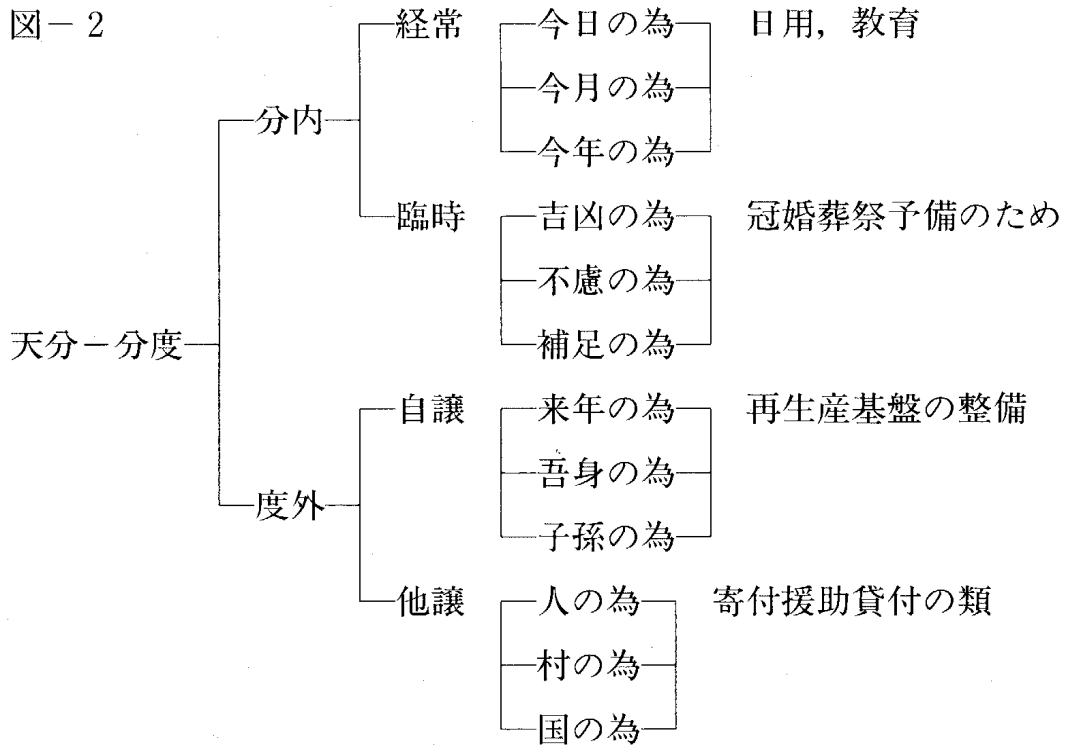 図－2
経常 今日の為 日用，教育
今月の為
分内
今年の為
臨時 吉凶の為 冠婚葬祭予備のため
不慮の為
天分－分度 補足の為
自譲 来年の為 再生産基盤の整備
吾身の為
度外
子孫の為
他譲 人の為 寄付援助貸付の類
村の為
国の為